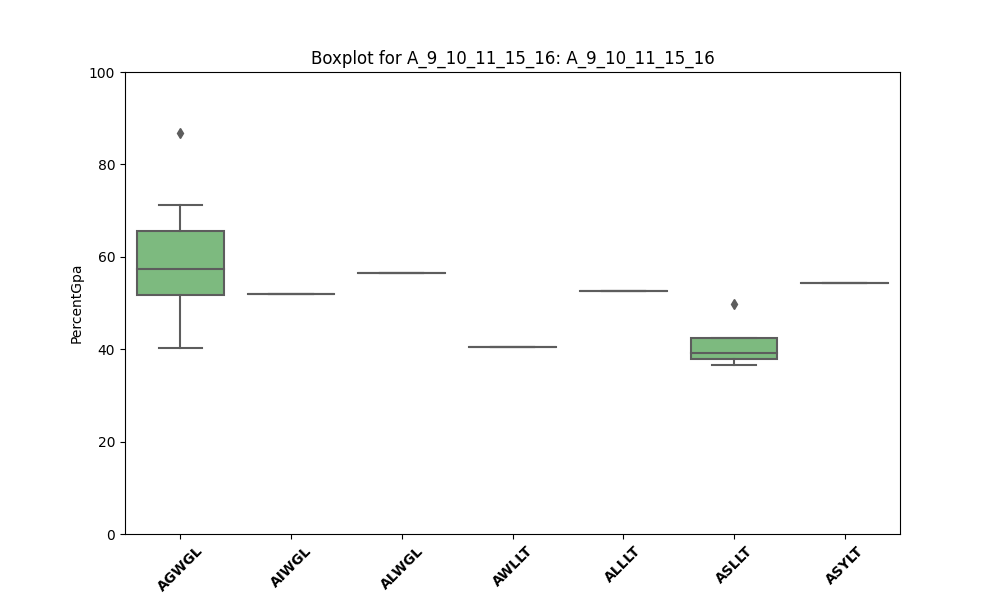 Boxplot for A_9_10_11_15_16: A_9_10_11_15_16
100
80
60
40
20
0
PercentGpa
AGWGL
AIWGL
ALWGL
AWLLT
ALLLT
ASLLT
ASYLT